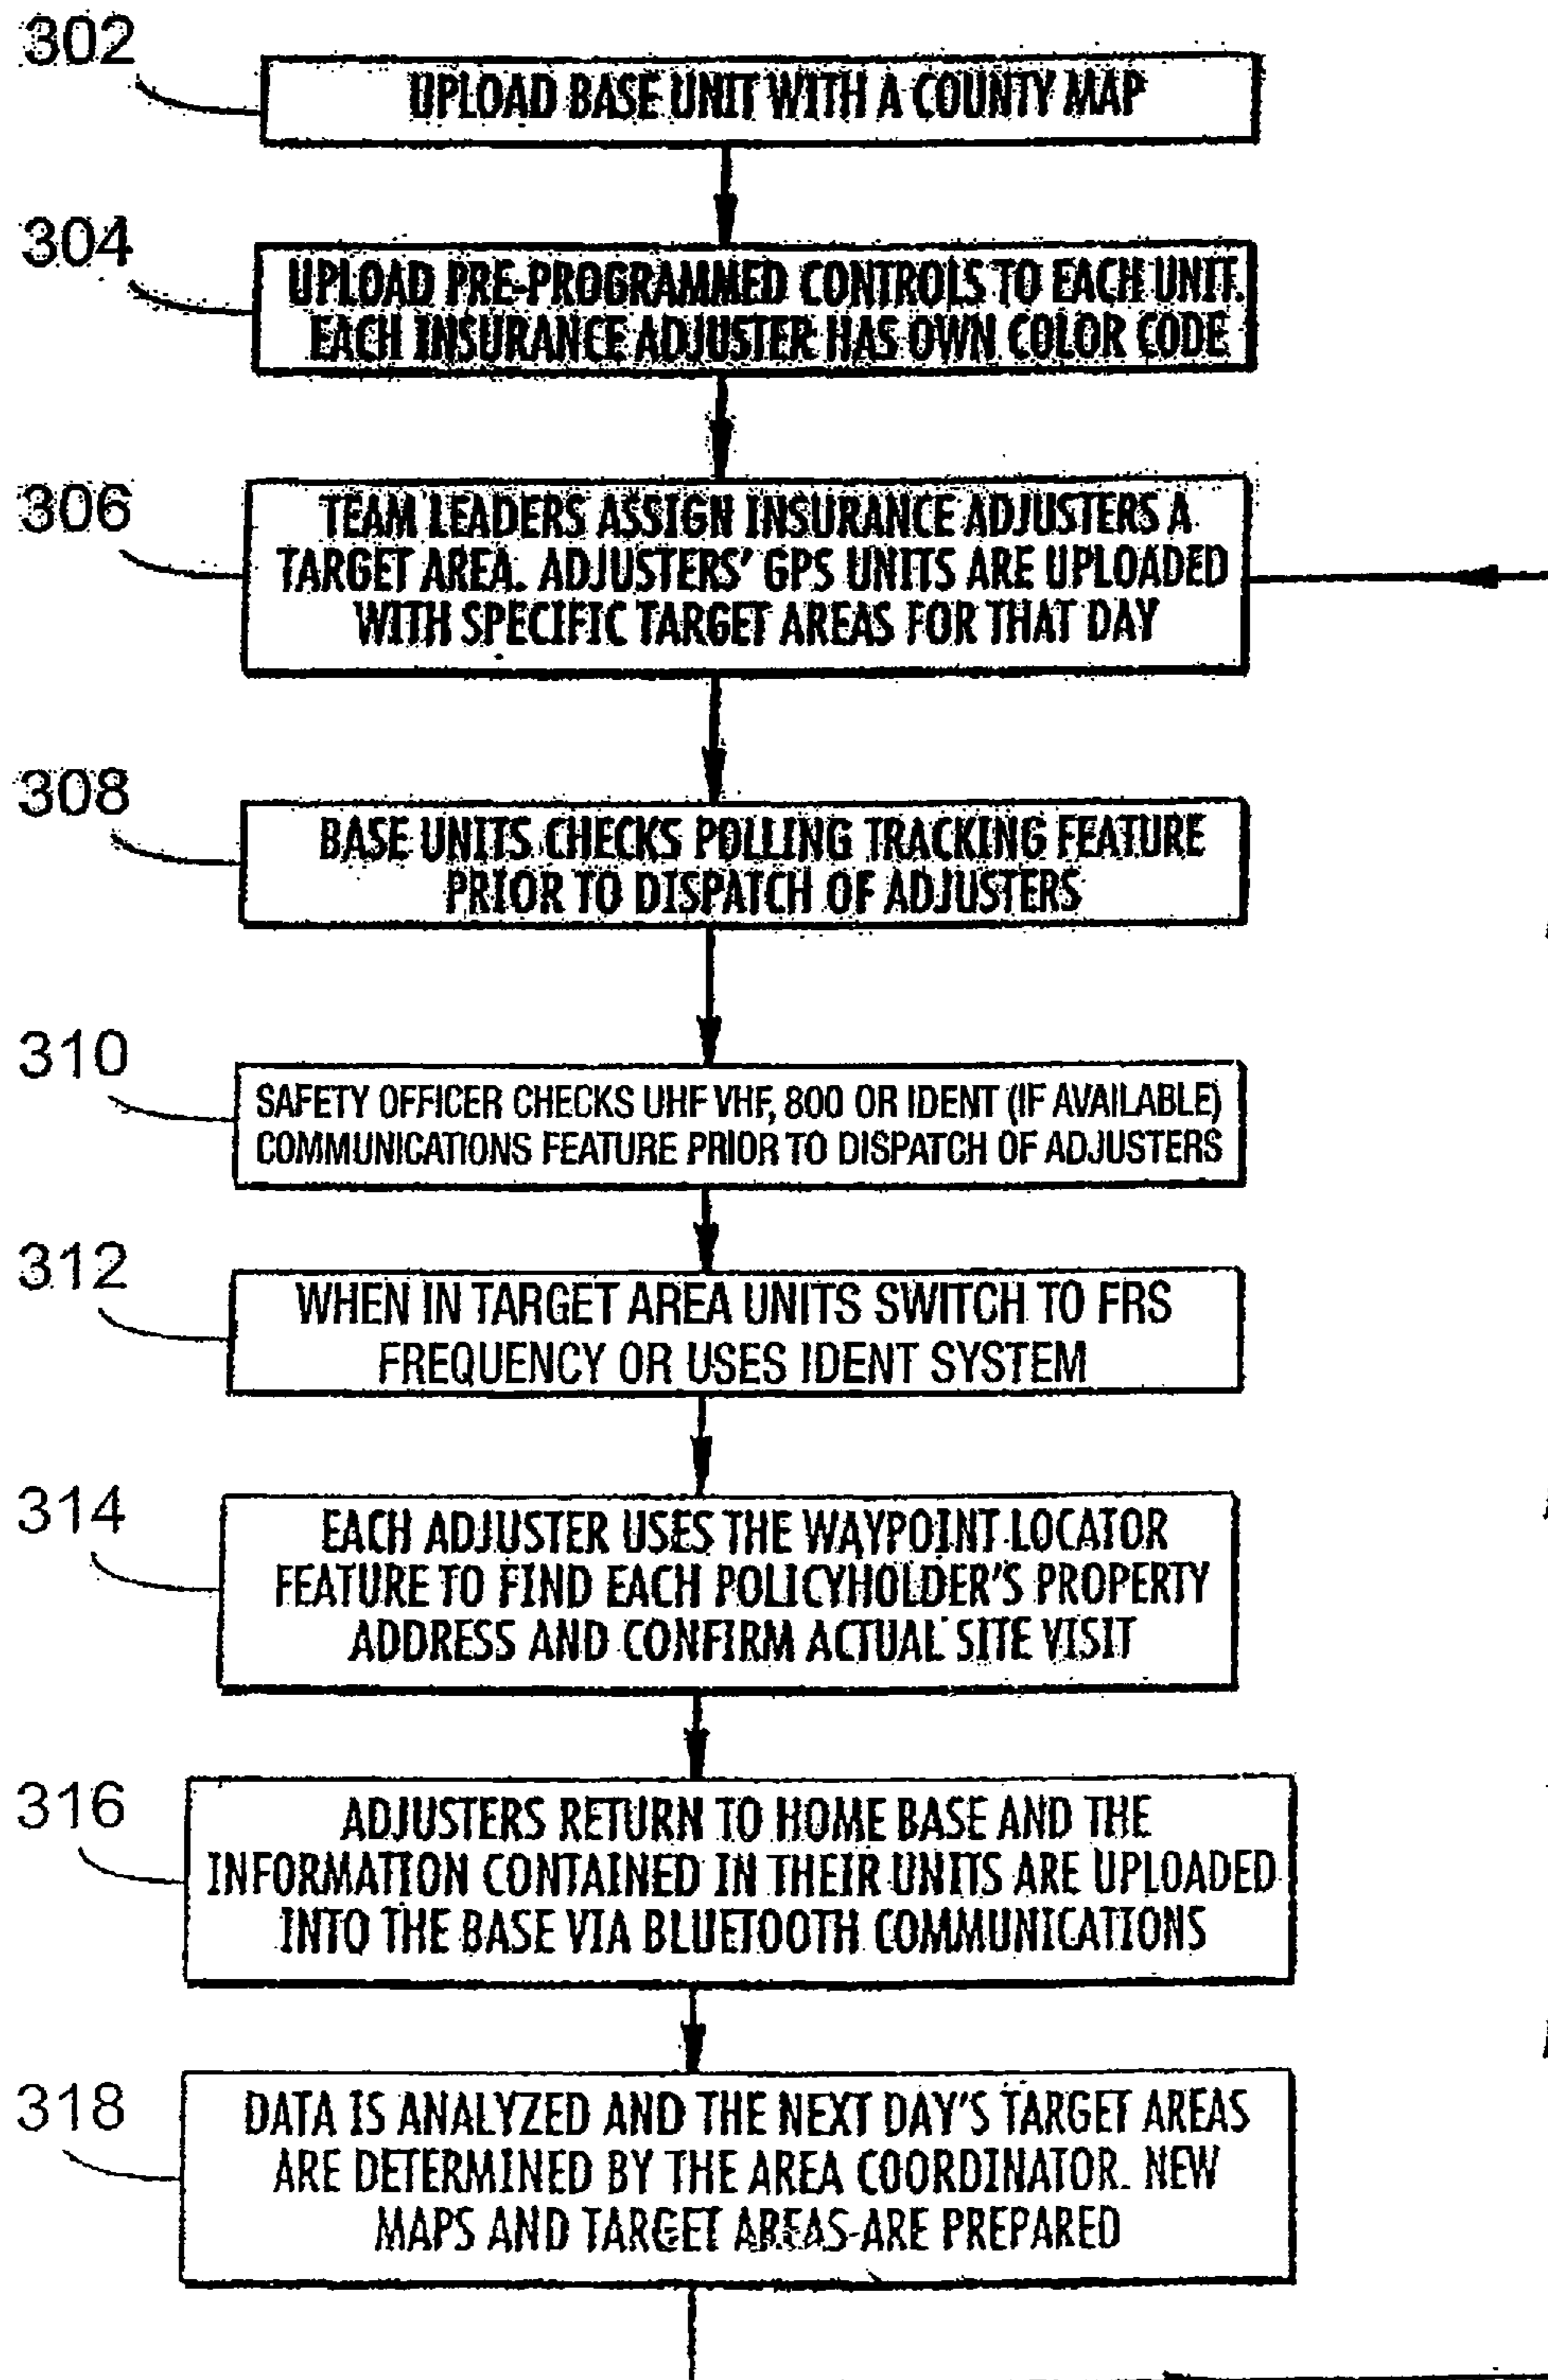 302
UPLOAD BASE UNIT WITH A COUNTY MAP
304
UPLOAD PRE-PROGRAMMED CONTROLS TO EACH UNIT.
EACH INSURANCE ADJUSTER HAS OWN COLOR CODE
306
TEAM LEADERS ASSIGN INSURANCE ADJUSTERS A
TARGET AREA. ADJUSTERS' GPS UNITS ARE UPLOADED
WITH SPECIFIC TARGET AREAS FOR THAT DAY
308
BASE UNITS CHECKS POLLING TRACKING FEATURE
PRIOR TO DISPATCH OF ADJUSTERS
310
SAFETY OFFICER CHECKS UHF VHF, 800 OR IDENT (IF AVAILABLE)
COMMUNICATIONS FEATURE PRIOR TO DISPATCH OF ADJUSTERS
312
WHEN IN TARGET AREA UNITS SWITCH TO FRS
FREQUENCY OR USES IDENT SYSTEM
314
EACH ADJUSTER USES THE WAYPOINT LOCATOR
FEATURE TO FIND EACH POLICYHOLDER'S PROPERTY
ADDRESS AND CONFIRM ACTUAL SITE VISIT
316
ADJUSTERS RETURN TO HOME BASE AND THE
INFORMATION CONTAINED IN THEIR UNITS ARE UPLOADED
INTO THE BASE VIA BLUETOOTH COMMUNICATIONS
318
DATA IS ANALYZED AND THE NEXT DAY'S TARGET AREAS
ARE DETERMINED BY THE AREA COORDINATOR. NEW
MAPS AND TARGET AREAS ARE PREPARED